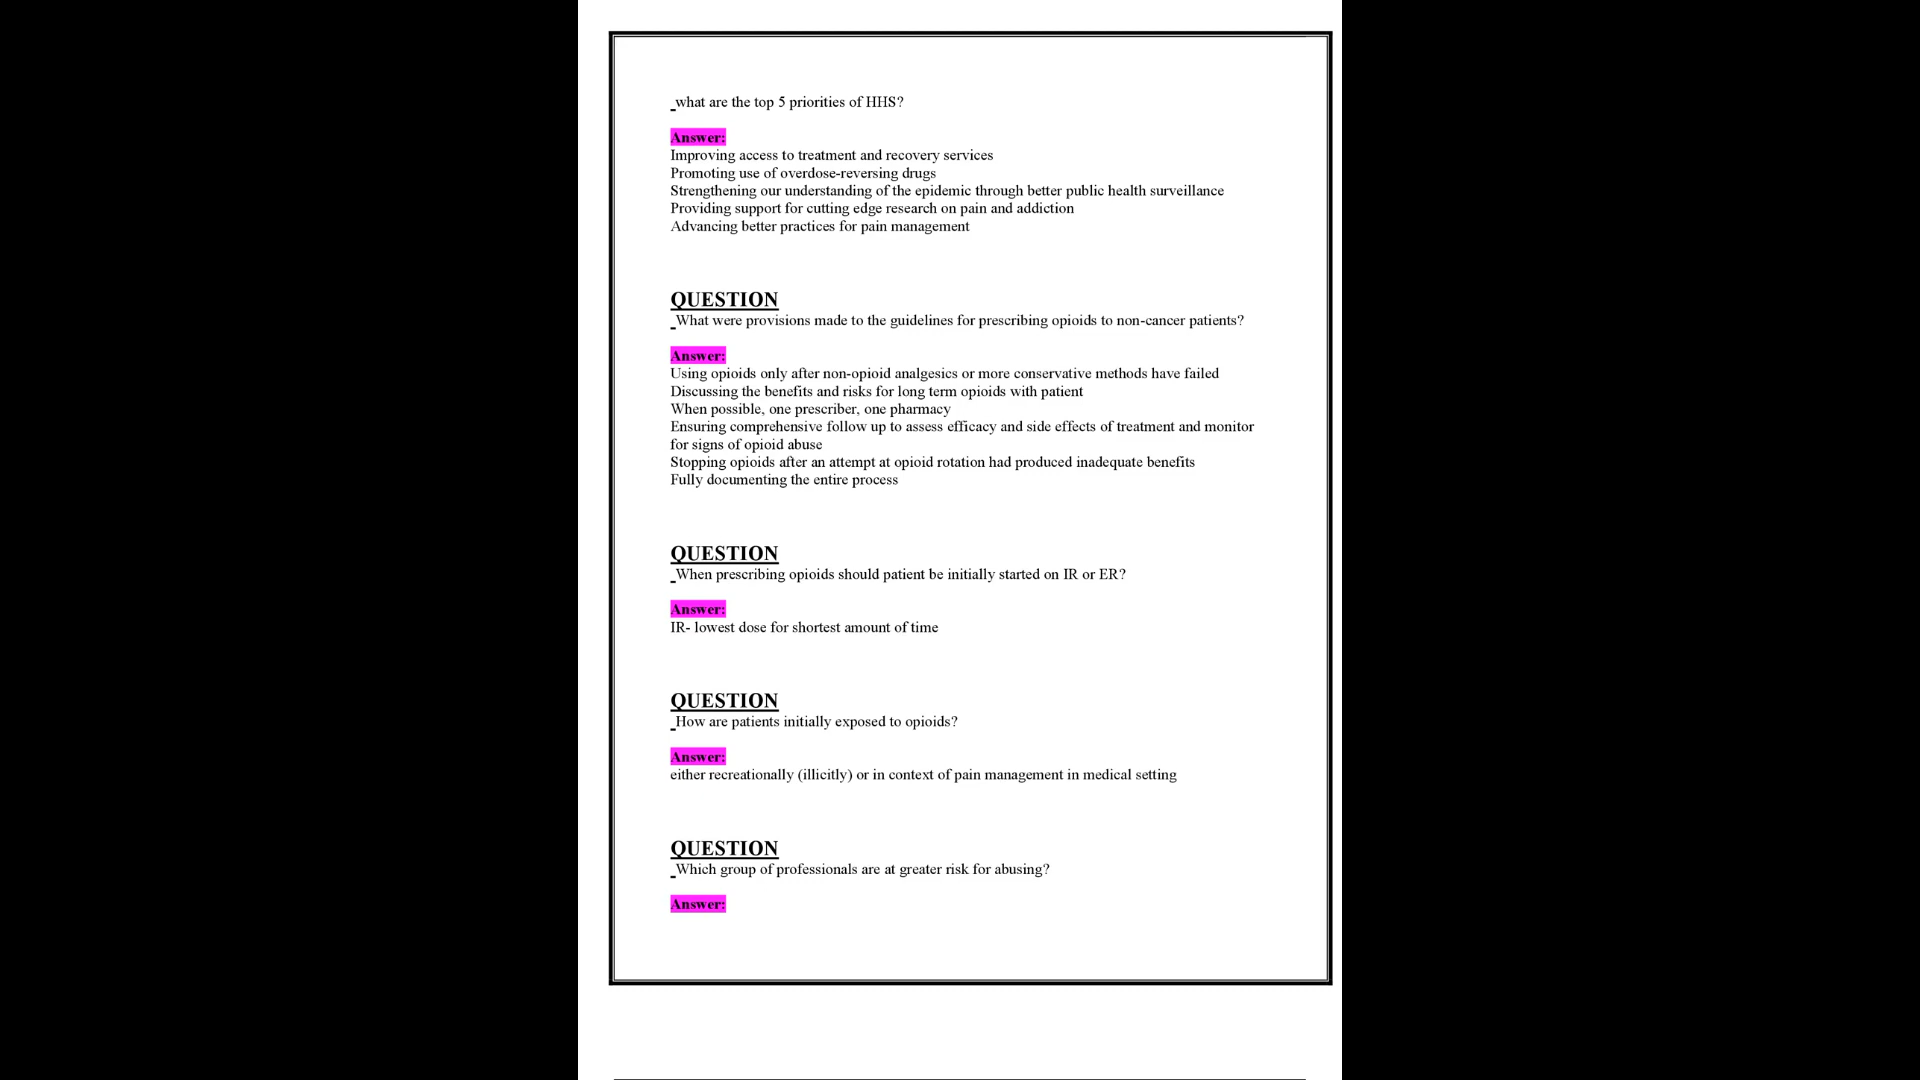 what are the top 5 priorities of HHS?
Answer:
Improving access to treatment and recovery services
Promoting use of overdose-reversing drugs
Strengthening our understanding of the epidemic through better public health surveillance
Providing support for cutting edge research on pain and addiction
Advancing better practices for pain management
QUESTION
What were provisions made to the guidelines for prescribing opioids to non-cancer patients?
Answer:
Using opioids only after non-opioid analgesics or more conservative methods have failed
Discussing the benefits and risks for long term opioids with patient
When possible, one prescriber, one pharmacy
Ensuring comprehensive follow up to assess efficacy and side effects of treatment and monitor
for signs of opioid abuse
Stopping opioids after an attempt at opioid rotation had produced inadequate benefits
Fully documenting the entire process
QUESTION
When prescribing opioids should patient be initially started on IR or ER?
Answer:
IR- lowest dose for shortest amount of time
QUESTION
How are patients initially exposed to opioids?
Answer:
either recreationally (illicitly) or in context of pain management in medical setting
QUESTION
Which group of professionals are at greater risk for abusing?
Answer: